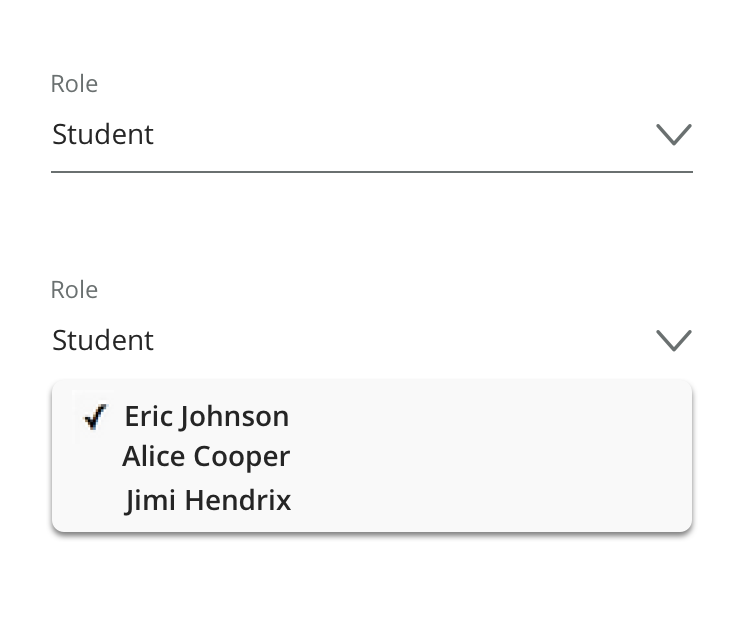 Role
Student
Role
Student
Eric Johnson
Alice Cooper
Jimi Hendrix